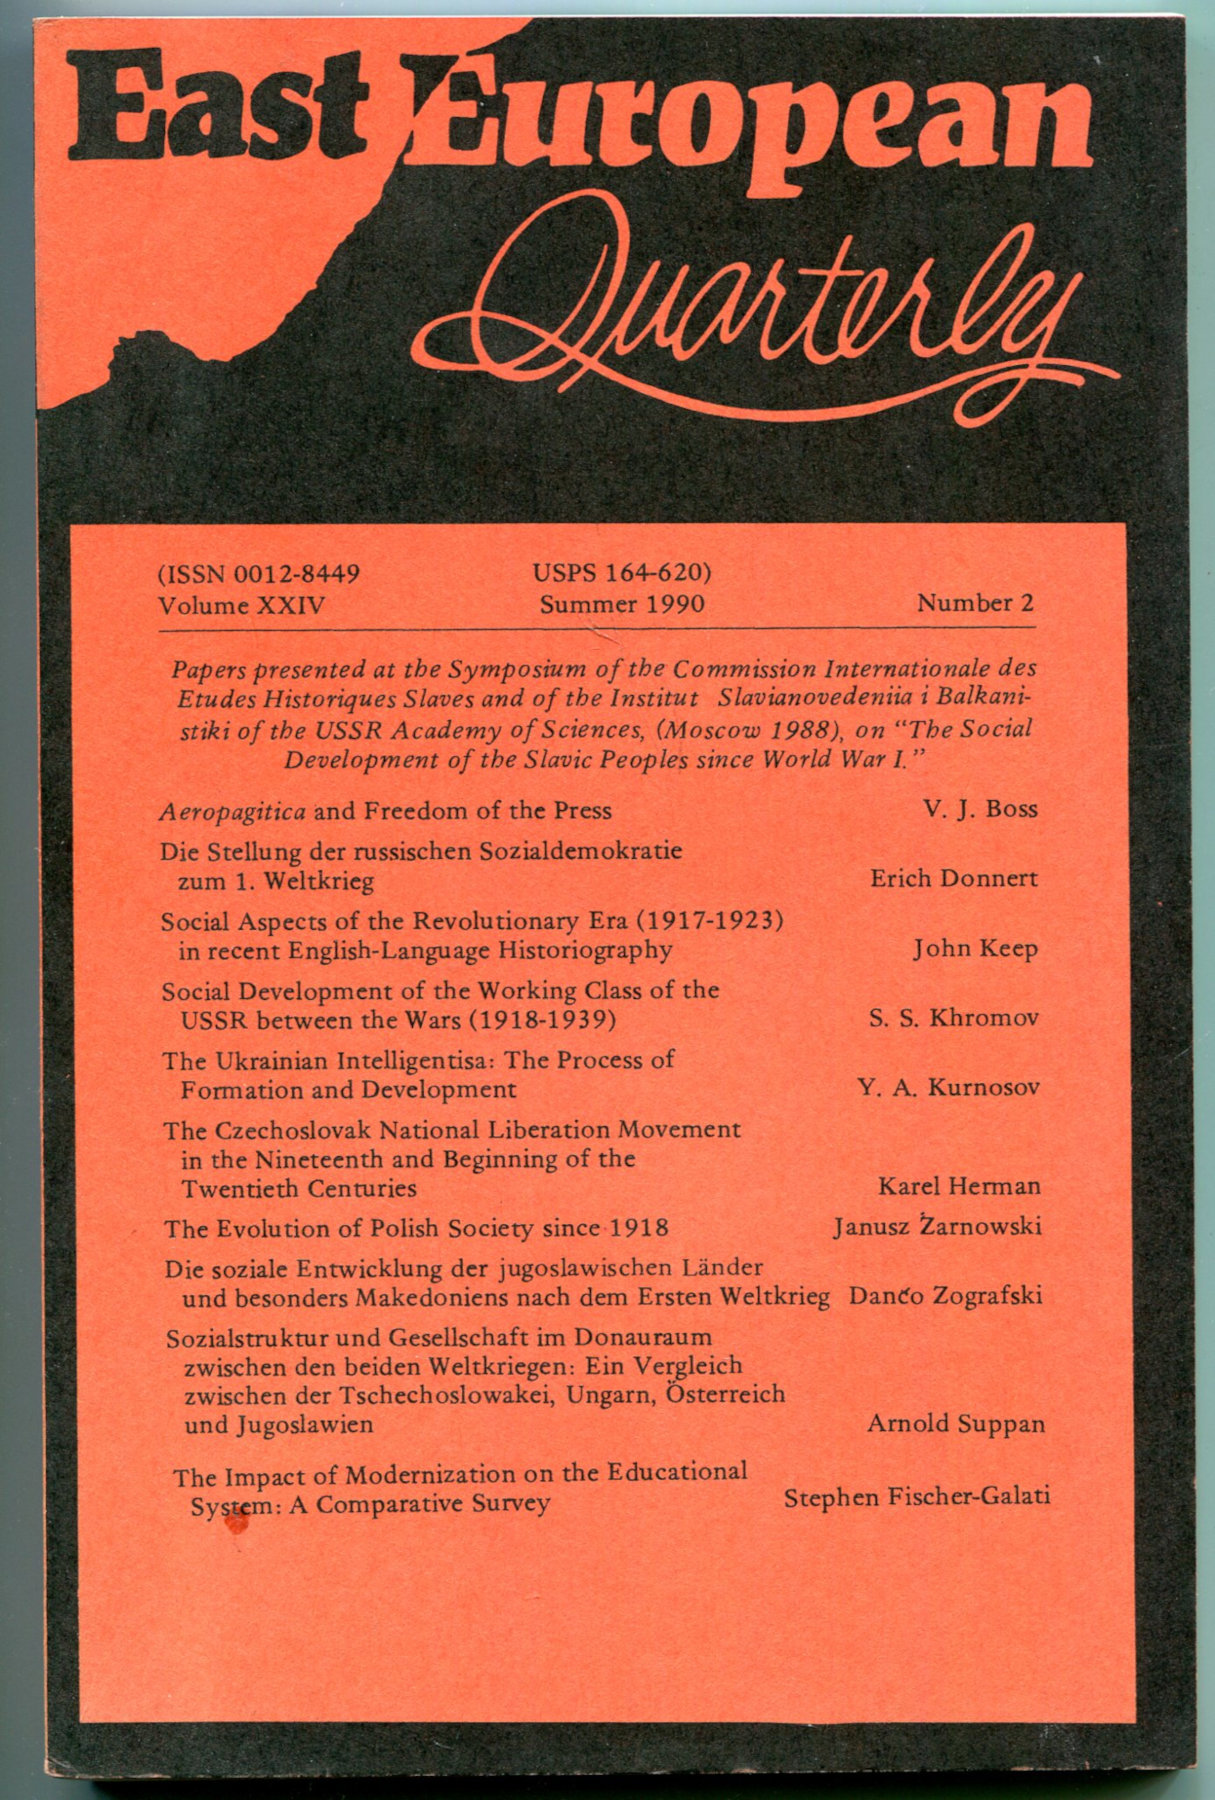 East European
Quarterly
(ISSN 0012-8449 USPS 164-620)
Volume XXIV Summer 1990 Number 2
Papers presented at the Symposium of the Commission Internationale des
Etudes Historiques Slaves and of the Institut Slavianovedeniia i Balkani-
stiki of the USSR Academy of Sciences, (Moscow 1988), on “The Social
Development of the Slavic Peoples since World War I.”
Aeropagitica and Freedom of the Press V. J. Boss
Die Stellung der russischen Sozialdemokratie
zum 1. Weltkrieg Erich Donnert
Social Aspects of the Revolutionary Era (1917-1923)
in recent English-Language Historiography John Keep
Social Development of the Working Class of the
USSR between the Wars (1918-1939) S. S. Khromov
The Ukrainian Intelligentisa: The Process of
Formation and Development Y. A. Kurnosov
The Czechoslovak National Liberation Movement
in the Nineteenth and Beginning of the
Twentieth Centuries Karel Herman
The Evolution of Polish Society since 1918 Janusz Żarnowski
Die soziale Entwicklung der jugoslawischen Länder
und besonders Makedoniens nach dem Ersten Weltkrieg Dančo Zografski
Sozialstruktur und Gesellschaft im Donauraum
zwischen den beiden Weltkriegen: Ein Vergleich
zwischen der Tschechoslowakei, Ungarn, Österreich
und Jugoslawien Arnold Suppan
The Impact of Modernization on the Educational
System: A Comparative Survey Stephen Fischer-Galati